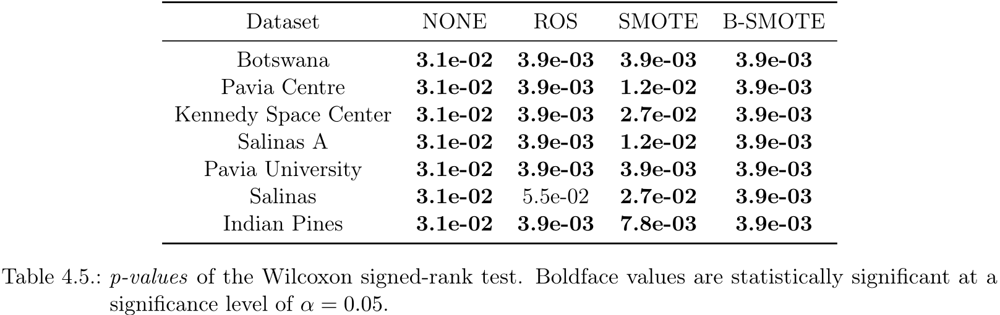 Dataset NONE ROS SMOTE B-SMOTE
Botswana 3.1e-02 3.9e-03 3.9e-03 3.9e-03
Pavia Centre 3.1e-02 3.9e-03 1.2e-02 3.9e-03
Kennedy Space Center 3.1e-02 3.9e-03 2.7e-02 3.9e-03
Salinas A 3.1e-02 3.9e-03 1.2e-02 3.9e-03
Pavia University 3.1e-02 3.9e-03 3.9e-03 3.9e-03
Salinas 3.1e-02 5.5e-02 2.7e-02 3.9e-03
Indian Pines 3.1e-02 3.9e-03 7.8e-03 3.9e-03
Table 4.5.: p-values of the Wilcoxon signed-rank test. Boldface values are statistically significant at a
significance level of α = 0.05.